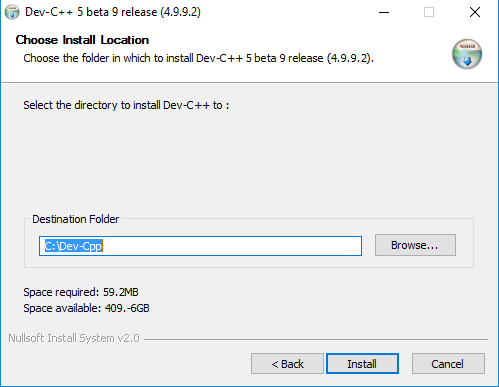 Dev-C++ 5 beta 9 release (4.9.9.2)
Choose Install Location
Choose the folder in which to install Dev-C++ 5 beta 9 release (4.9.9.2).
Select the directory to install Dev-C++ to :
Destination Folder
C:\Dev-Cpp
Browse...
Space required: 59.2MB
Space available: 409.-6GB
Nullsoft Install System v2.0
< Back
Install
Cancel